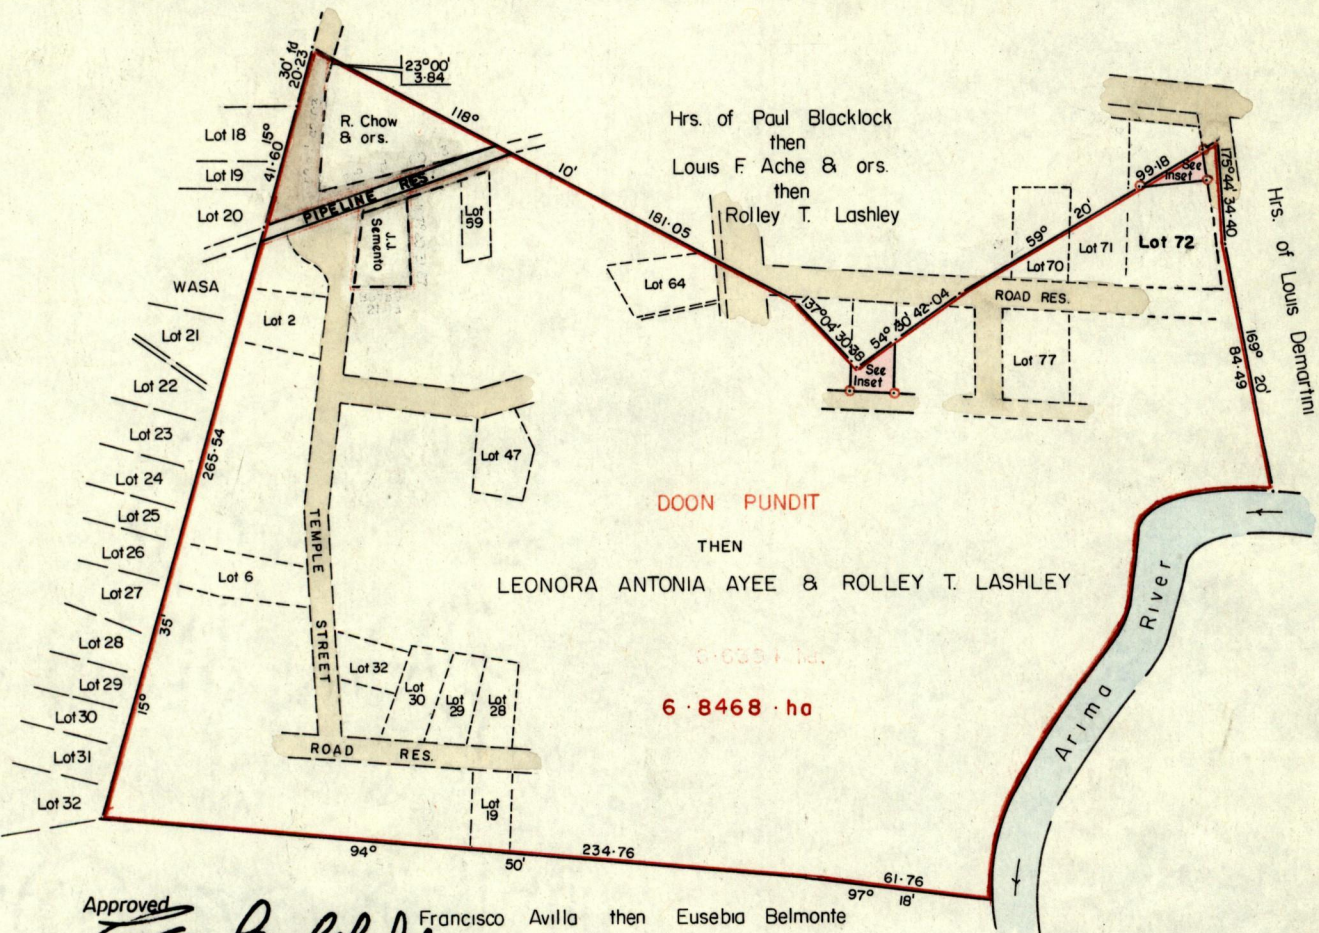 30' fd
20·23
23°00'
3·84
15°
41·60
118°
10'
181·05
R. Chow
& ors.
Hrs. of Paul Blacklock
then
Louis F. Ache & ors.
then
Rolley T. Lashley
Lot 18
Lot 19
Lot 20
PIPELINE RES.
J.J.
Semento
Lot
59
WASA
Lot 21
Lot 22
Lot 23
Lot 24
Lot 25
Lot 26
Lot 27
Lot 28
Lot 29
Lot 30
Lot 31
Lot 32
Lot 2
Lot 6
265·54
35'
15°
Lot 64
137°04' 30·38
54° 30' 42·04
See
Inset
59° 20'
99·18
See
Inset
175°44' 34·40
Lot 70
Lot 71
Lot 72
ROAD RES.
Lot 77
169° 20'
84·49
Hrs. of Louis Demartini
Lot 47
TEMPLE STREET
DOON PUNDIT
THEN
LEONORA ANTONIA AYEE & ROLLEY T. LASHLEY
6·8468·ha
Arima River
Lot 32
Lot
30
Lot
29
Lot
28
ROAD RES.
Lot
19
94° 50'
234·76
61·76
97° 18'
Approved
Francisco Avilla then Eusebia Belmonte